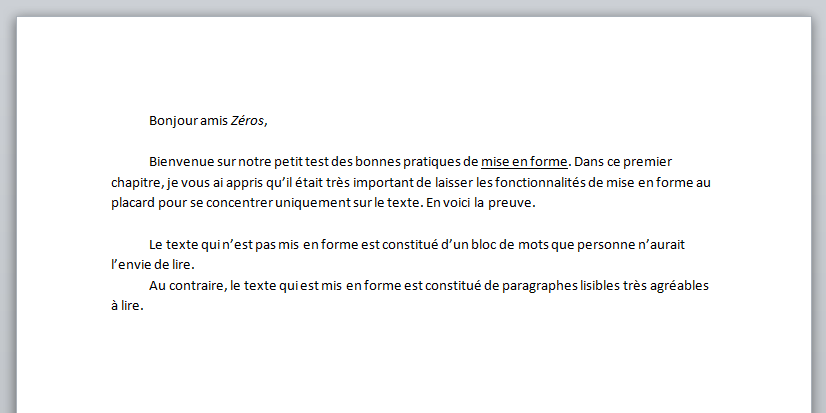 Bonjour amis Zéros,
Bienvenue sur notre petit test des bonnes pratiques de mise en forme. Dans ce premier
chapitre, je vous ai appris qu’il était très important de laisser les fonctionnalités de mise en forme au
placard pour se concentrer uniquement sur le texte. En voici la preuve.
Le texte qui n’est pas mis en forme est constitué d’un bloc de mots que personne n’aurait
l’envie de lire.
Au contraire, le texte qui est mis en forme est constitué de paragraphes lisibles très agréables
à lire.